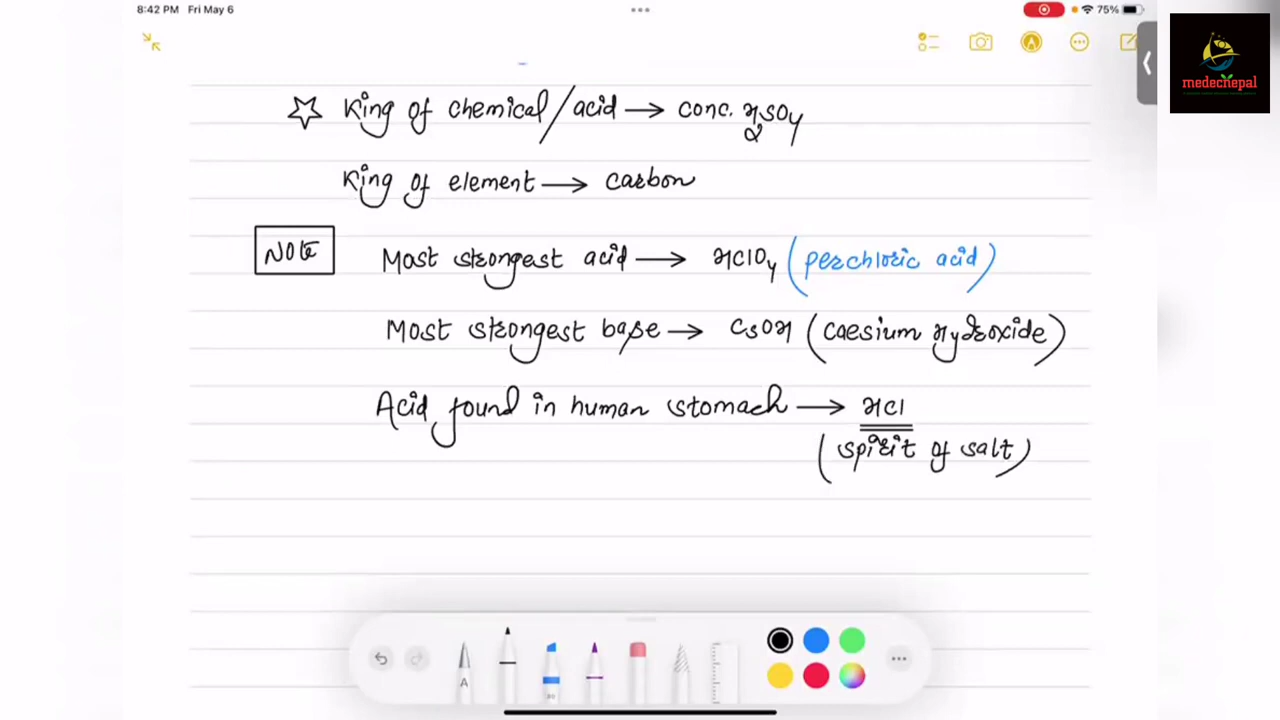 8:42 PM Fri May 6
75%
medecnepal
☆ King of chemical/acid → conc. H2SO4
King of element → carbon
NOTE Most strongest acid → HClO4 (perchloric acid)
Most strongest base → CsOH (caesium Hydroxide)
Acid found in human stomach → HCl
(spirit of salt)
A